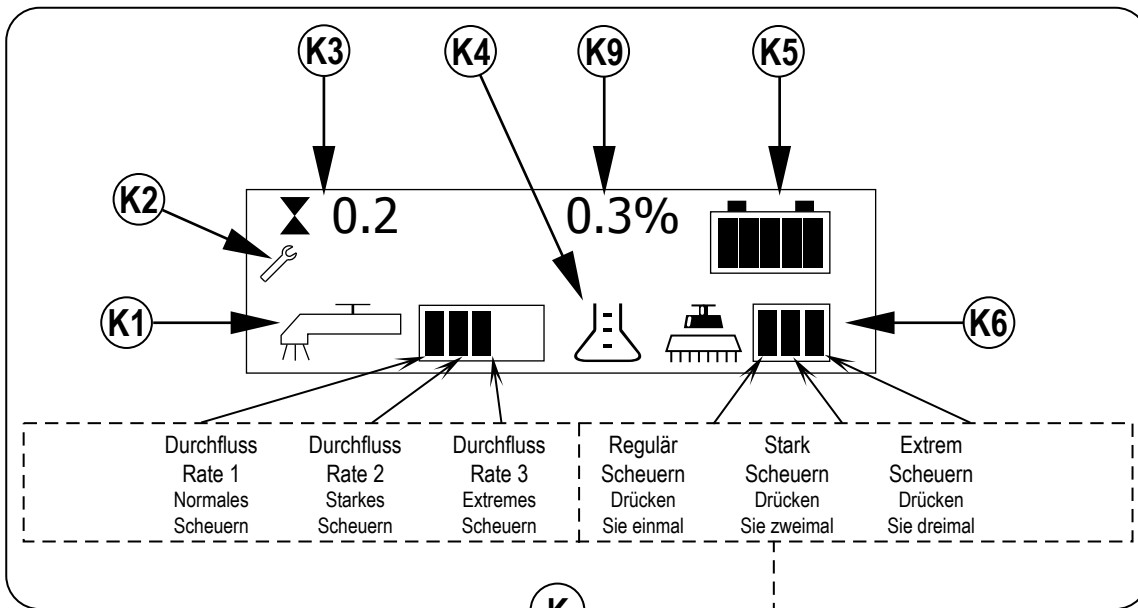 K3
K4
K9
K5
K2
0.2
0.3%
K1
K6
Durchfluss
Rate 1
Normales
Scheuern
Durchfluss
Rate 2
Starkes
Scheuern
Durchfluss
Rate 3
Extremes
Scheuern
Regulär
Scheuern
Drücken
Sie einmal
Stark
Scheuern
Drücken
Sie zweimal
Extrem
Scheuern
Drücken
Sie dreimal
K